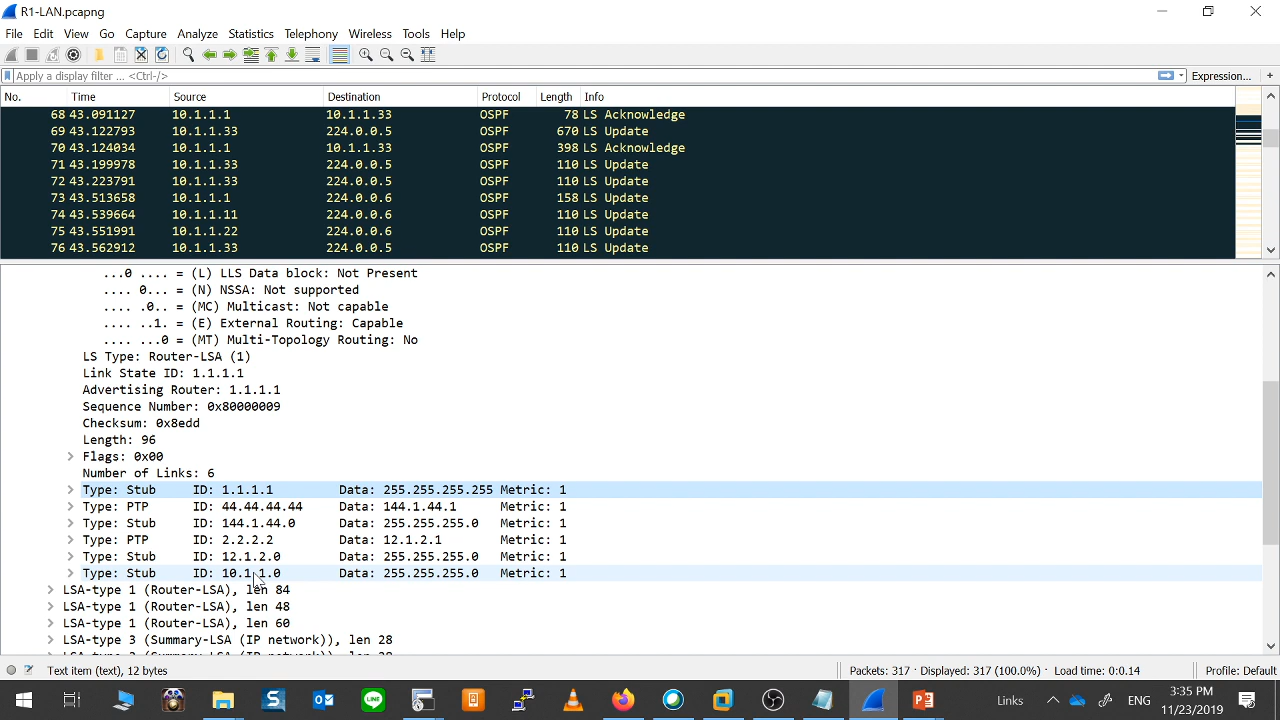 R1-LAN.pcapng
File Edit View Go Capture Analyze Statistics Telephony Wireless Tools Help
Apply a display filter ... <Ctrl-/> Expression... +
No. Time Source Destination Protocol Length Info
68 43.091127 10.1.1.1 10.1.1.33 OSPF 78 LS Acknowledge
69 43.122793 10.1.1.33 224.0.0.5 OSPF 670 LS Update
70 43.124034 10.1.1.1 10.1.1.33 OSPF 398 LS Acknowledge
71 43.199978 10.1.1.33 224.0.0.5 OSPF 110 LS Update
72 43.223791 10.1.1.33 224.0.0.5 OSPF 110 LS Update
73 43.513658 10.1.1.1 224.0.0.6 OSPF 158 LS Update
74 43.539664 10.1.1.11 224.0.0.6 OSPF 110 LS Update
75 43.551991 10.1.1.22 224.0.0.6 OSPF 110 LS Update
76 43.562912 10.1.1.33 224.0.0.5 OSPF 110 LS Update
...0 .... = (L) LLS Data block: Not Present
.... 0... = (N) NSSA: Not supported
.... .0.. = (MC) Multicast: Not capable
.... ..1. = (E) External Routing: Capable
.... ...0 = (MT) Multi-Topology Routing: No
LS Type: Router-LSA (1)
Link State ID: 1.1.1.1
Advertising Router: 1.1.1.1
Sequence Number: 0x80000009
Checksum: 0x8edd
Length: 96
Flags: 0x00
Number of Links: 6
Type: Stub ID: 1.1.1.1 Data: 255.255.255.255 Metric: 1
Type: PTP ID: 44.44.44.44 Data: 144.1.44.1 Metric: 1
Type: Stub ID: 144.1.44.0 Data: 255.255.255.0 Metric: 1
Type: PTP ID: 2.2.2.2 Data: 12.1.2.1 Metric: 1
Type: Stub ID: 12.1.2.0 Data: 255.255.255.0 Metric: 1
Type: Stub ID: 10.1.1.0 Data: 255.255.255.0 Metric: 1
LSA-type 1 (Router-LSA), len 84
LSA-type 1 (Router-LSA), len 48
LSA-type 1 (Router-LSA), len 60
LSA-type 3 (Summary-LSA (IP network)), len 28
LSA-type 3 (Summary-LSA (IP network)), len 28
Text item (text), 12 bytes Packets: 317 · Displayed: 317 (100.0%) · Load time: 0:0.14 Profile: Default
Links ENG 3:35 PM
11/23/2019